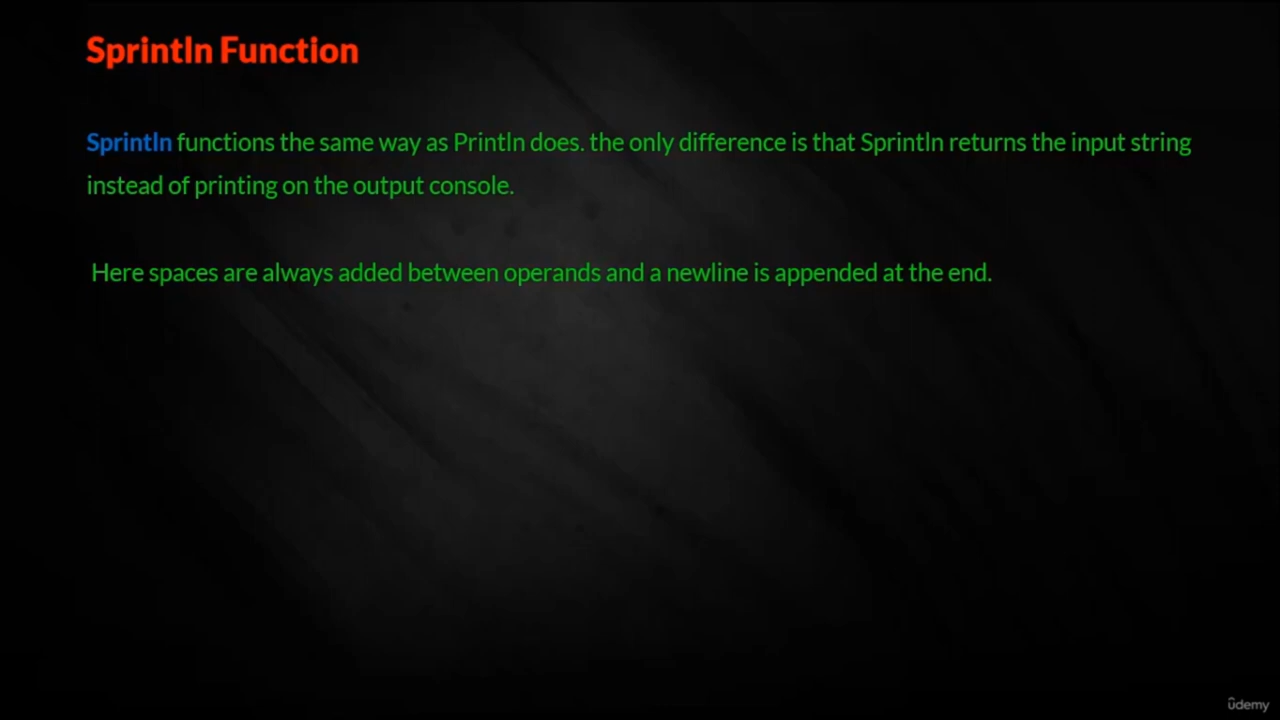 Sprintln Function
Sprintln functions the same way as Println does. the only difference is that Sprintln returns the input string
instead of printing on the output console.
Here spaces are always added between operands and a newline is appended at the end.
ûdemy